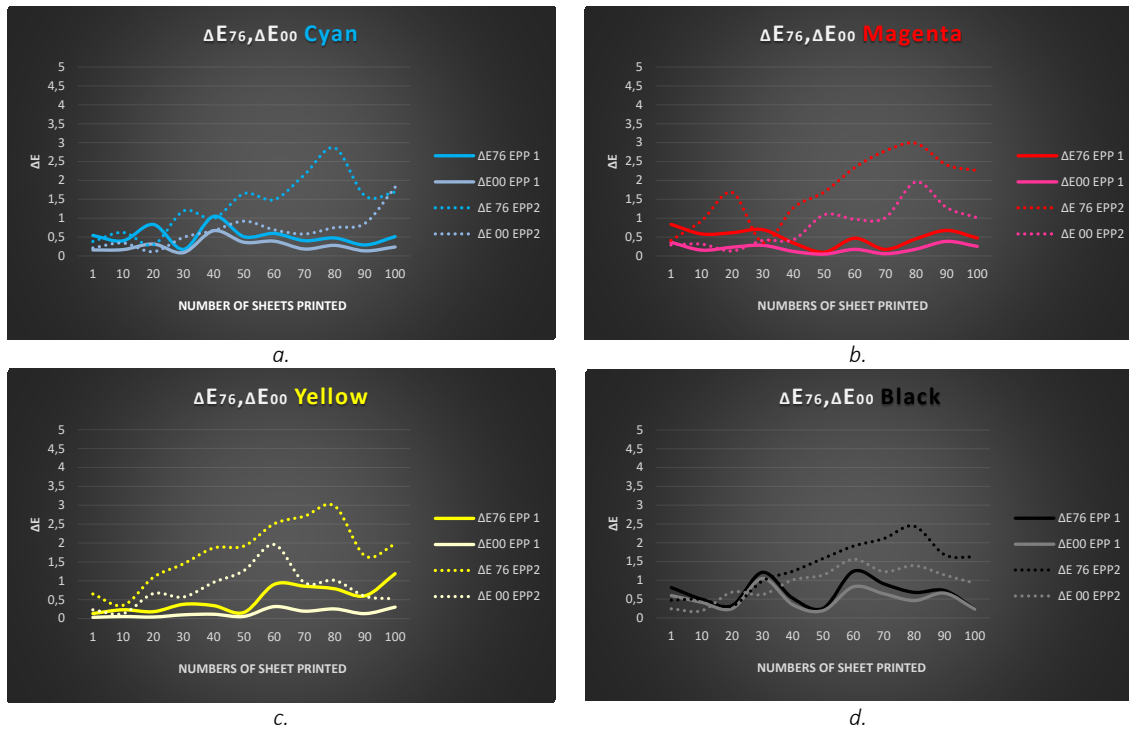 ΔE76,ΔE00 Cyan
5
4,5
4
3,5
3
2,5
2
1,5
1
0,5
0
ΔE
1 10 20 30 40 50 60 70 80 90 100
NUMBER OF SHEETS PRINTED
ΔE76 EPP 1
ΔE00 EPP 1
ΔE 76 EPP2
ΔE 00 EPP2
a.
ΔE76,ΔE00 Magenta
5
4,5
4
3,5
3
2,5
2
1,5
1
0,5
0
ΔE
1 10 20 30 40 50 60 70 80 90 100
NUMBERS OF SHEET PRINTED
ΔE76 EPP 1
ΔE00 EPP 1
ΔE 76 EPP2
ΔE 00 EPP2
b.
ΔE76,ΔE00 Yellow
5
4,5
4
3,5
3
2,5
2
1,5
1
0,5
0
ΔE
1 10 20 30 40 50 60 70 80 90 100
NUMBERS OF SHEET PRINTED
ΔE76 EPP 1
ΔE00 EPP 1
ΔE 76 EPP2
ΔE 00 EPP2
c.
ΔE76,ΔE00 Black
5
4,5
4
3,5
3
2,5
2
1,5
1
0,5
0
ΔE
1 10 20 30 40 50 60 70 80 90 100
NUMBERS OF SHEET PRINTED
ΔE76 EPP 1
ΔE00 EPP 1
ΔE 76 EPP2
ΔE 00 EPP2
d.